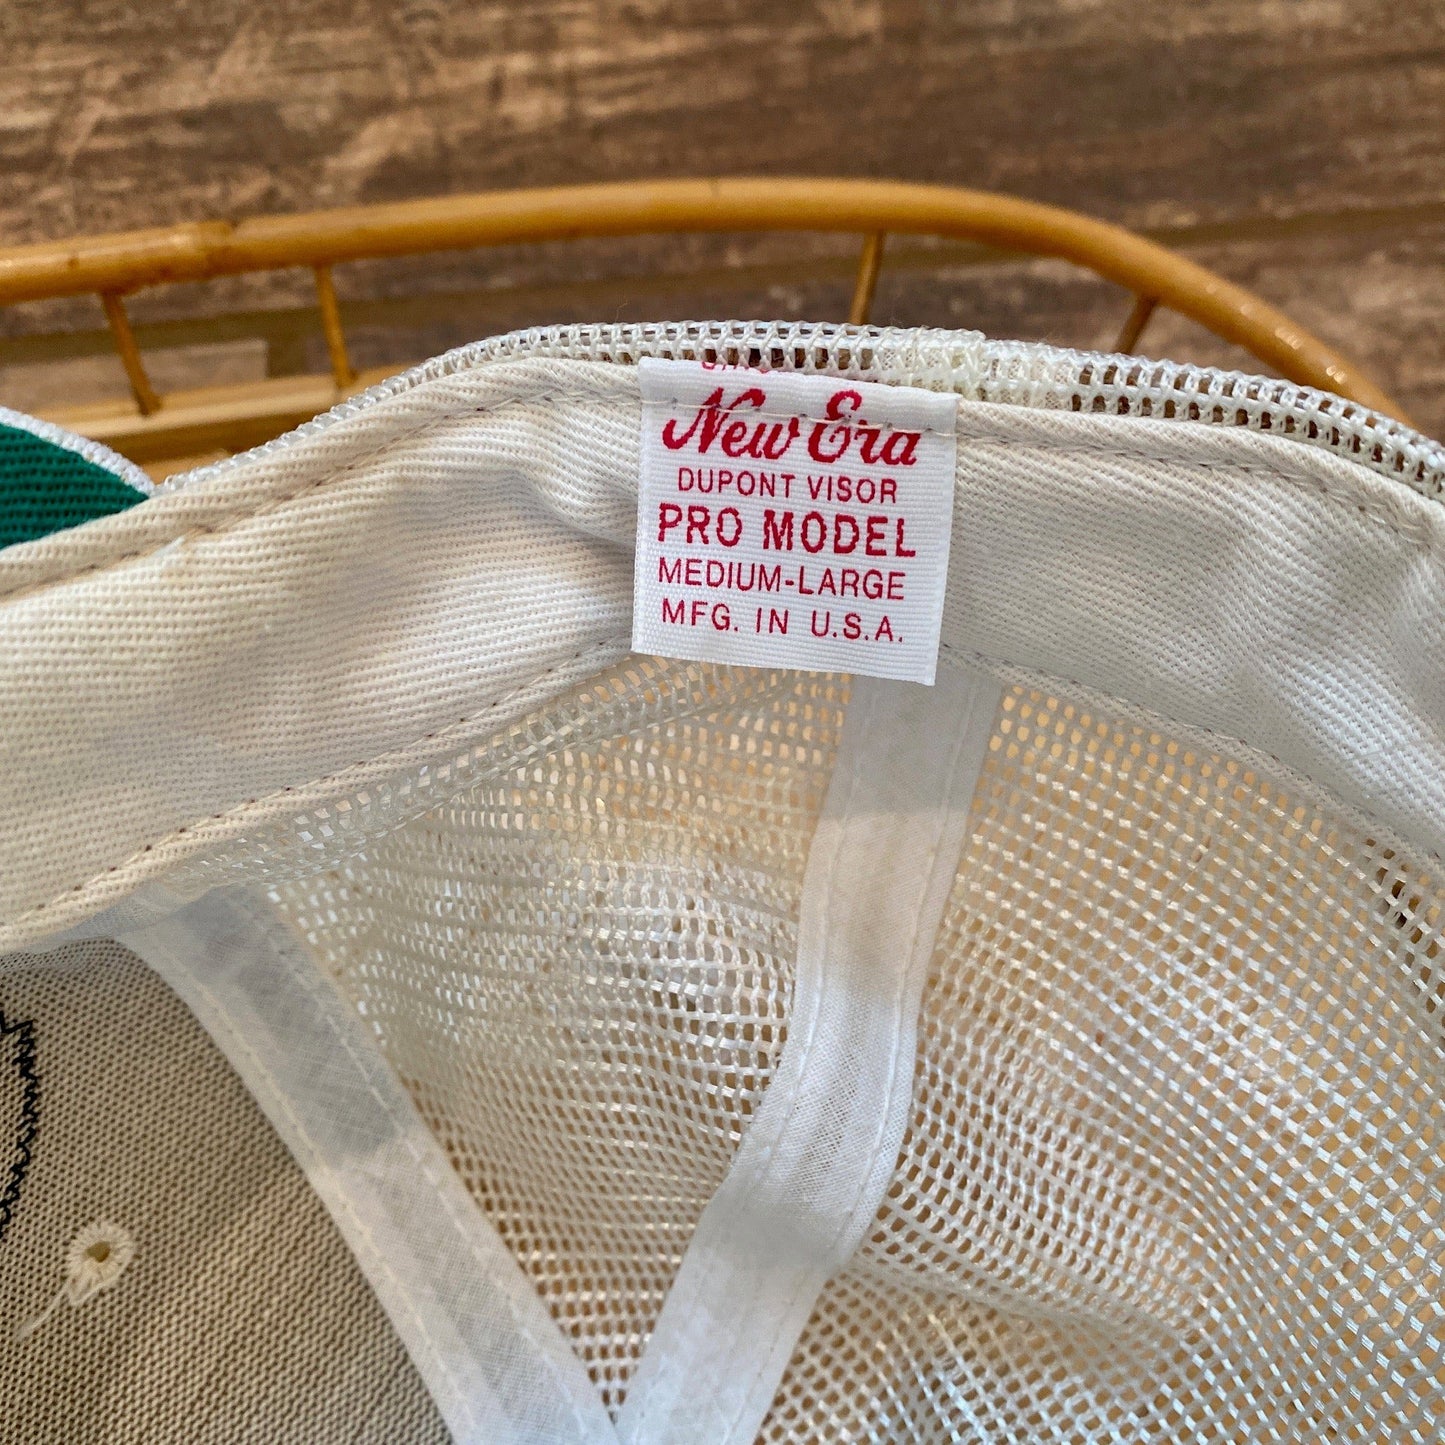 New Era
DUPONT VISOR
PRO MODEL
MEDIUM-LARGE
MFG. IN U.S.A.